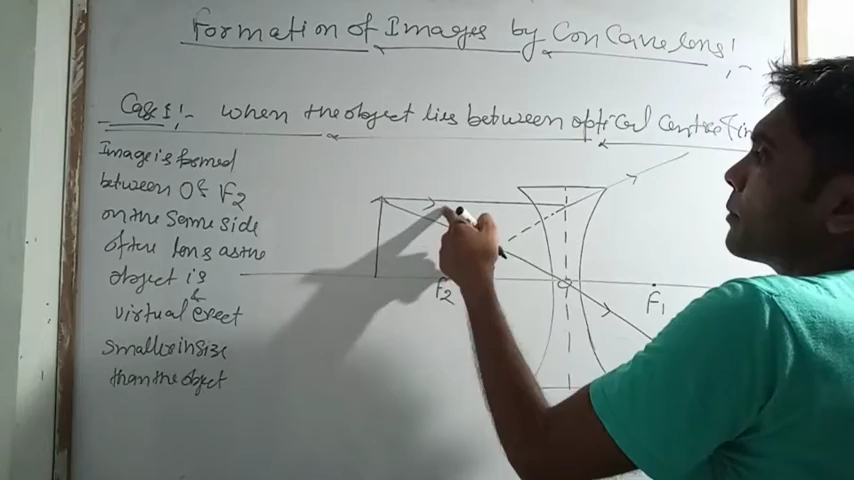 Formation of Images by Concave lens:-
Case I:- when the object lies between optical centre
Image is formed
between O & F2
on the same side
of the lens as the
object is
virtual & erect
smaller in size
than the object
F2
O
F1